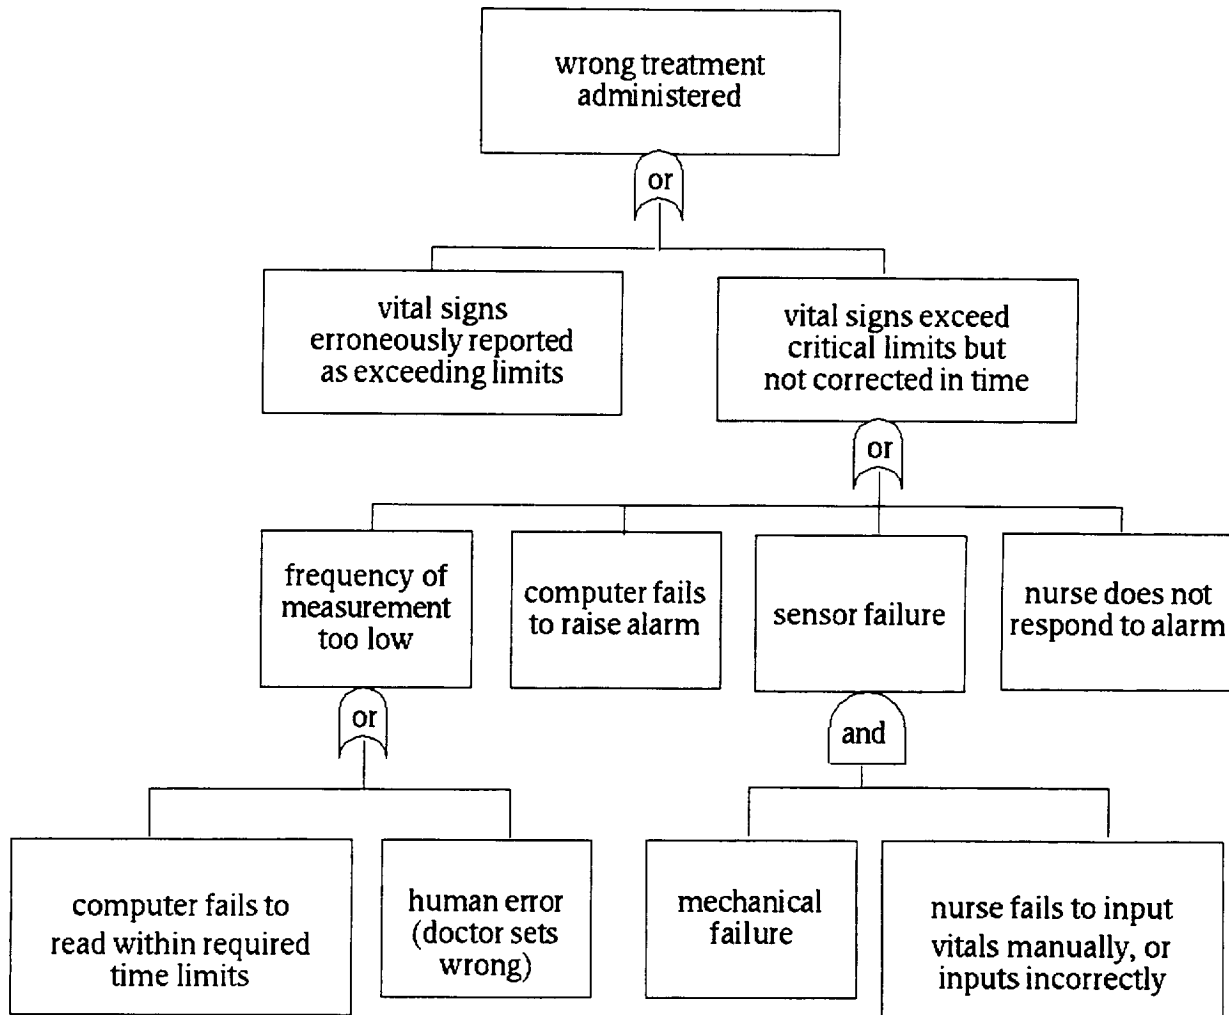 wrong treatment
administered
or
vital signs
erroneously reported
as exceeding limits
vital signs exceed
critical limits but
not corrected in time
or
frequency of
measurement
too low
computer fails
to raise alarm
sensor failure
nurse does not
respond to alarm
or
and
computer fails to
read within required
time limits
human error
(doctor sets
wrong)
mechanical
failure
nurse fails to input
vitals manually, or
inputs incorrectly